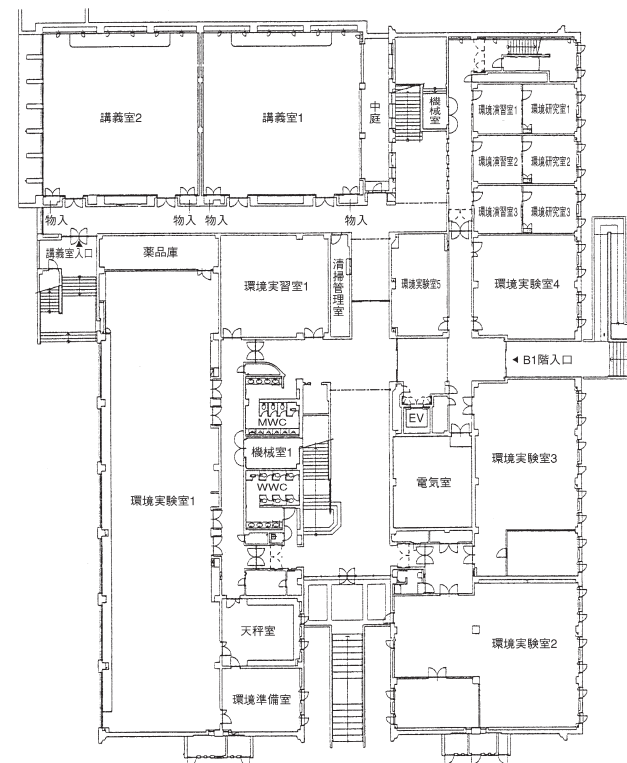 講義室2
講義室1
中庭
機械室
環境演習室1
環境研究室1
環境演習室2
環境研究室2
環境演習室3
環境研究室3
物入
物入
物入
物入
講義室入口
薬品庫
環境実習室1
清掃管理室
環境実験室5
環境実験室4
B1階入口
EV
MWC
機械室1
WWC
電気室
環境実験室3
環境実験室1
天秤室
環境実験室2
環境準備室